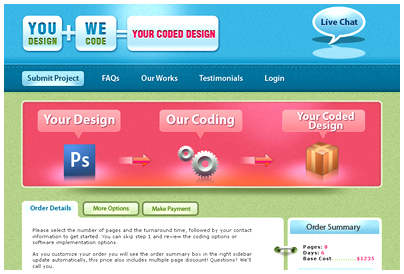 YOU DESIGN + WE CODE = YOUR CODED DESIGN
Live Chat
Submit Project FAQs Our Works Testimonials Login
Your Design Our Coding Your Coded Design
Ps
Order Details More Options Make Payment
Please select the number of pages and the turnaround time, followed by your contact
information to get started. You can skip step 1 and review the coding options or
software implementation options.
As you customize your order you will see the order summary box in the right sidebar
update automatically, this price also includes multiple page discount! Questions? We'll
call you.
Order Summary
Pages: 8
Days: 6
Base Cost $1235